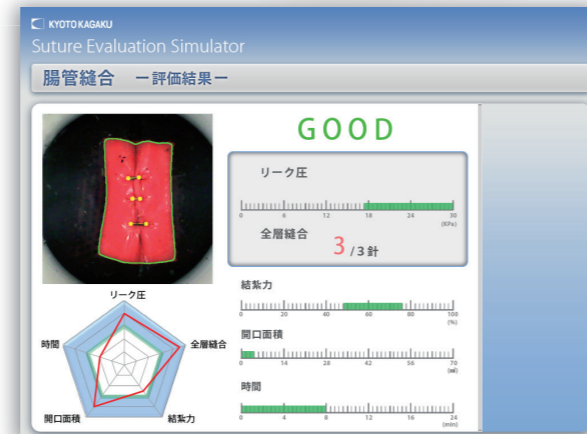 KYOTO KAGAKU
Suture Evaluation Simulator
腸管縫合 －評価結果－
GOOD
リーク圧
0 6 12 18 24 30
(KPa)
全層縫合
3/3針
結紮力
0 20 40 60 80 100
(%)
開口面積
0 14 28 42 56 70
時間
0 4 8 12 16 20 24
(min)
リーク圧
全層縫合
結紮力
開口面積
時間